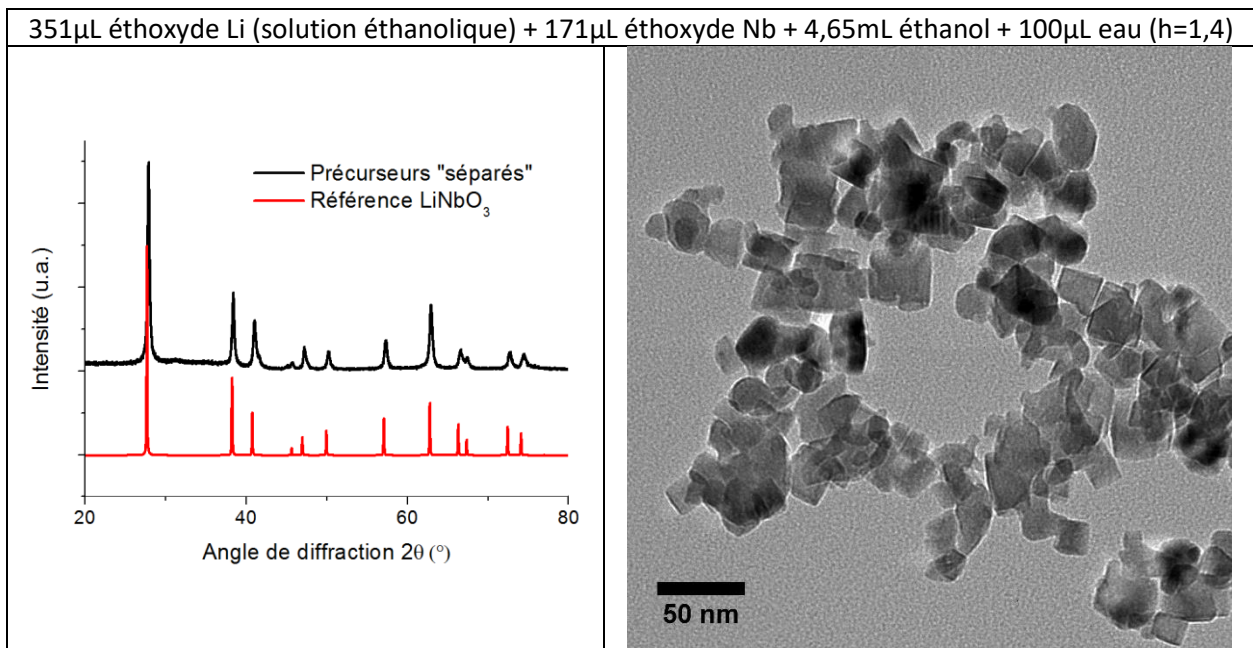 351µL éthoxyde Li (solution éthanolique) + 171µL éthoxyde Nb + 4,65mL éthanol + 100µL eau (h=1,4)
Précurseurs "séparés"
Référence LiNbO₃
Intensité (u.a.)
20 40 60 80
Angle de diffraction 2θ (°)
50 nm